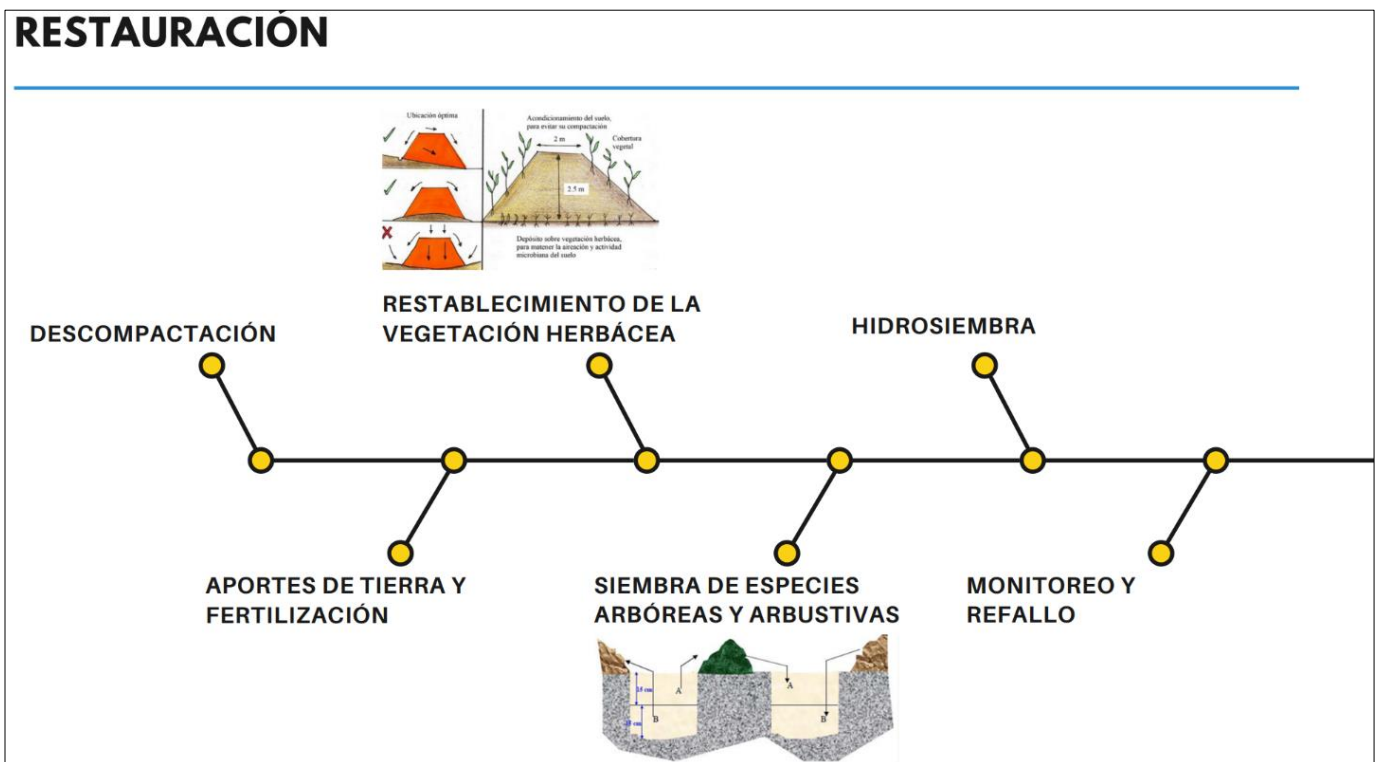 RESTAURACIÓN
Ubicación óptima
Acondicionamiento del suelo,
para evitar su compactación
2 m
Cobertura
vegetal
2.5 m
Depósito sobre vegetación herbácea,
para matener la aireación y actividad
microbiana del suelo
DESCOMPACTACIÓN
RESTABLECIMIENTO DE LA
VEGETACIÓN HERBÁCEA
HIDROSIEMBRA
APORTES DE TIERRA Y
FERTILIZACIÓN
SIEMBRA DE ESPECIES
ARBÓREAS Y ARBUSTIVAS
MONITOREO Y
REFALLO
A
A
B
B